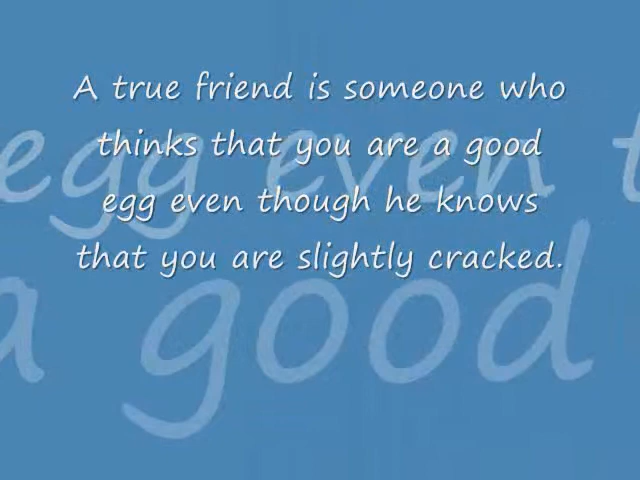 A true friend is someone who
thinks that you are a good
egg even though he knows
that you are slightly cracked.
egg even t
a good